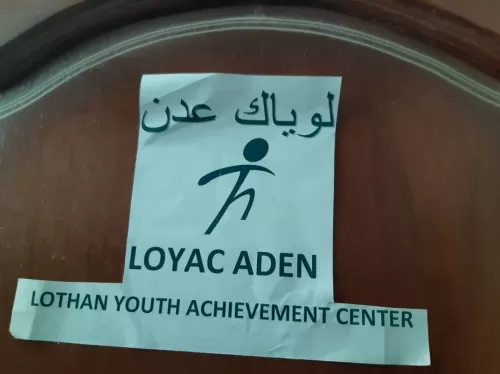 لوياك عدن
LOYAC ADEN
LOTHAN YOUTH ACHIEVEMENT CENTER